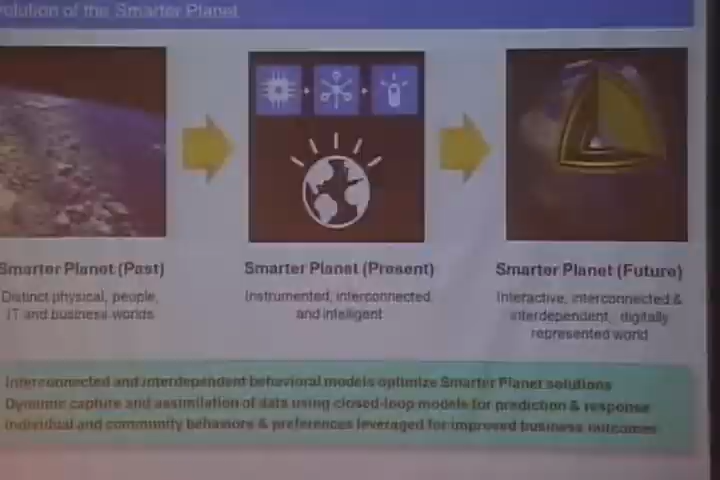 volution of the Smarter Planet
Smarter Planet (Past)
Distinct physical, people,
IT and business worlds
Smarter Planet (Present)
Instrumented, interconnected,
and intelligent
Smarter Planet (Future)
Interactive, interconnected &
interdependent, digitally
represented world
Interconnected and interdependent behavioral models optimize Smarter Planet solutions
Dynamic capture and assimilation of data using closed-loop models for prediction & response
Individual and community behaviors & preferences leveraged for improved business outcomes